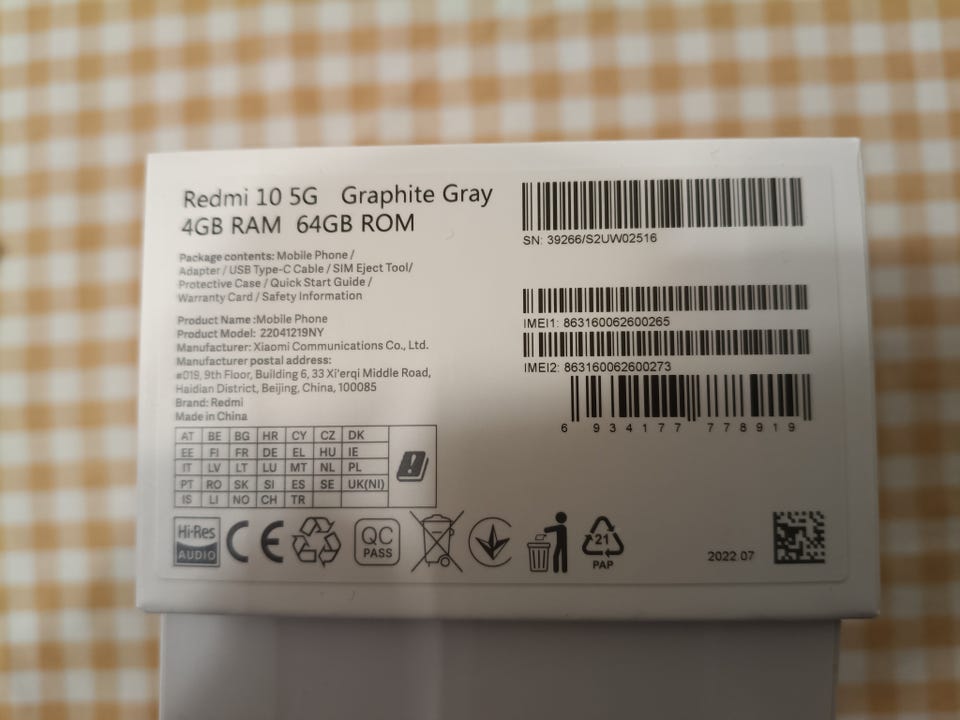 Redmi 10 5G Graphite Gray
4GB RAM 64GB ROM
Package contents: Mobile Phone /
Adapter / USB Type-C Cable / SIM Eject Tool/
Protective Case / Quick Start Guide /
Warranty Card / Safety Information
Product Name :Mobile Phone
Product Model: 22041219NY
Manufacturer: Xiaomi Communications Co., Ltd.
Manufacturer postal address:
#019, 9th Floor, Building 6, 33 Xi'erqi Middle Road,
Haidian District, Beijing, China, 100085
Brand: Redmi
Made in China
SN: 39266/S2UW02516
IMEI1: 863160062600265
IMEI2: 863160062600273
6 934177 778919
AT BE BG HR CY CZ DK
EE FI FR DE EL HU IE
IT LV LT LU MT NL PL
PT RO SK SI ES SE UK(NI)
IS LI NO CH TR
Hi-Res
AUDIO
CE
QC
PASS
21
PAP
2022.07